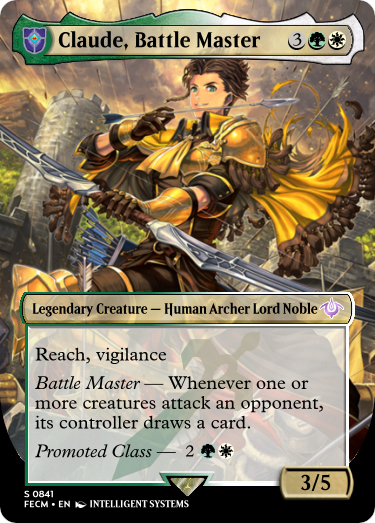 Claude, Battle Master 3
Legendary Creature — Human Archer Lord Noble
Reach, vigilance
Battle Master — Whenever one or
more creatures attack an opponent,
its controller draws a card.
Promoted Class — 2
3/5
S 0841
FECM • EN INTELLIGENT SYSTEMS